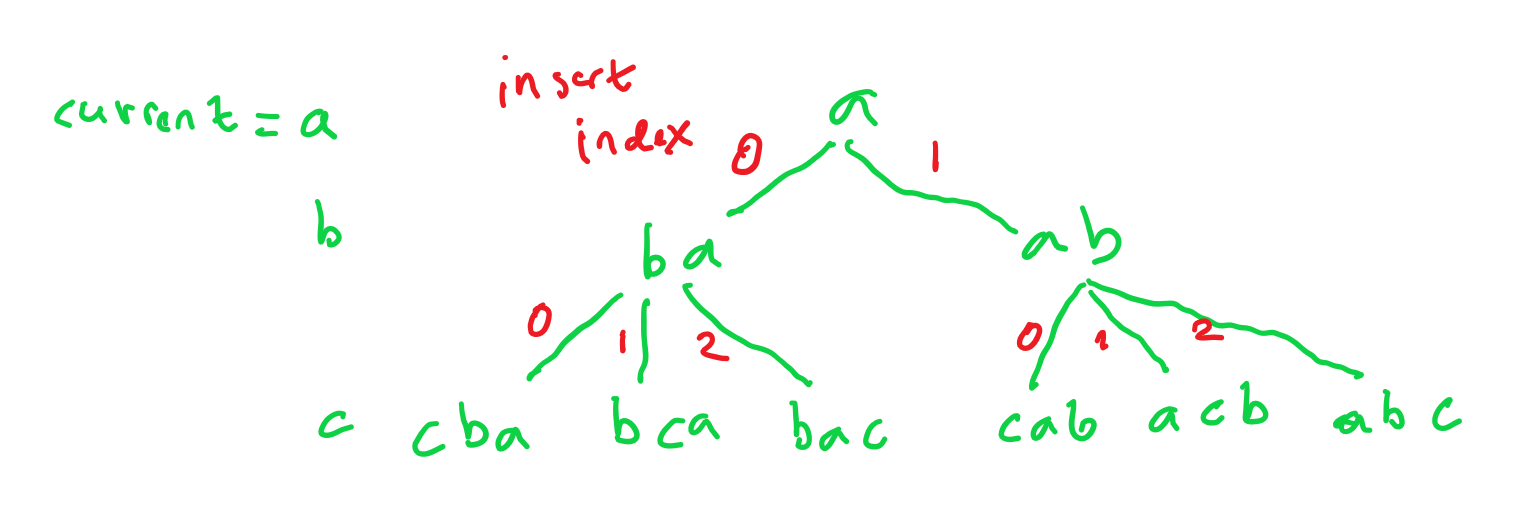 insert
index
current = a
a
0 1
b
ba ab
0 1 2 0 1 2
c cba bca bac cab acb abc